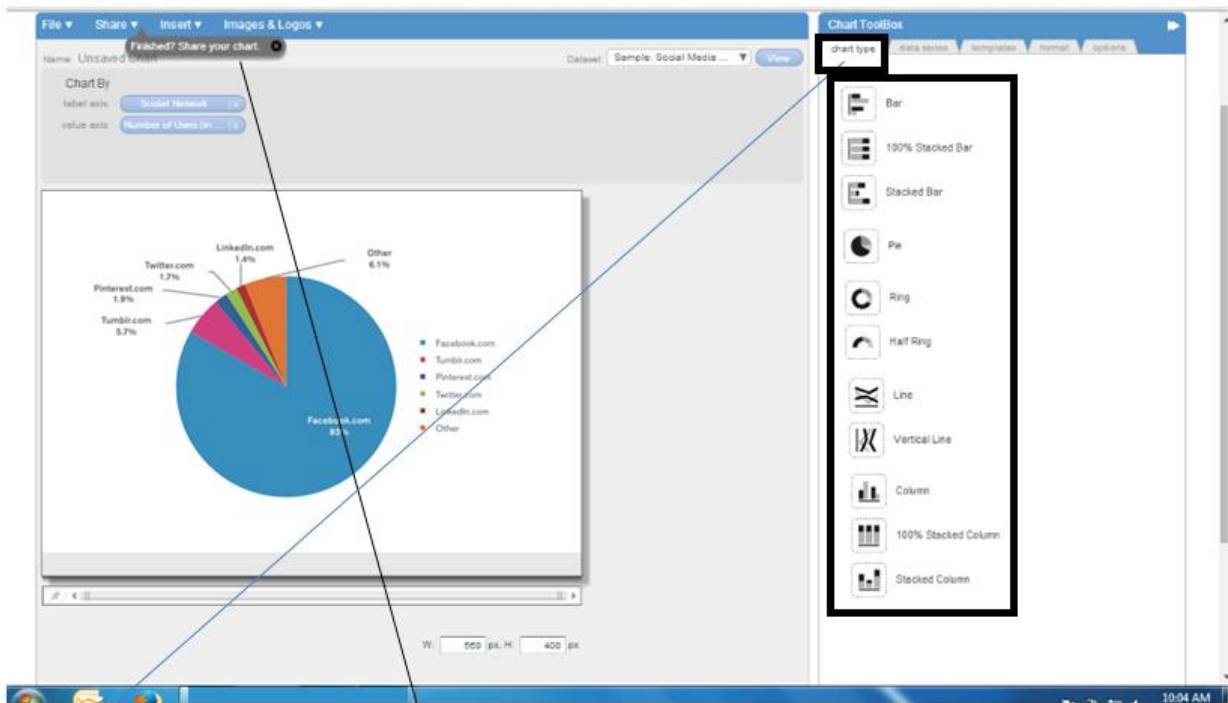 File ▼ Share ▼ Insert ▼ Images & Logos ▼
Finished? Share your chart.
Name: Unsaved Chart
Dataset: Sample: Social Media ... ▼ View
Chart By
label axis: Social Network
value axis: Number of Users (in ...
LinkedIn.com
1.4%
Other
6.1%
Twitter.com
1.7%
Pinterest.com
1.9%
Tumblr.com
5.7%
Facebook.com
83%
Facebook.com
Tumblr.com
Pinterest.com
Twitter.com
LinkedIn.com
Other
W: px, H: 400 px
Chart ToolBox
chart type data series templates format options
Bar
100% Stacked Bar
Stacked Bar
Pie
Ring
Half Ring
Line
Vertical Line
Column
100% Stacked Column
Stacked Column
10:04 AM